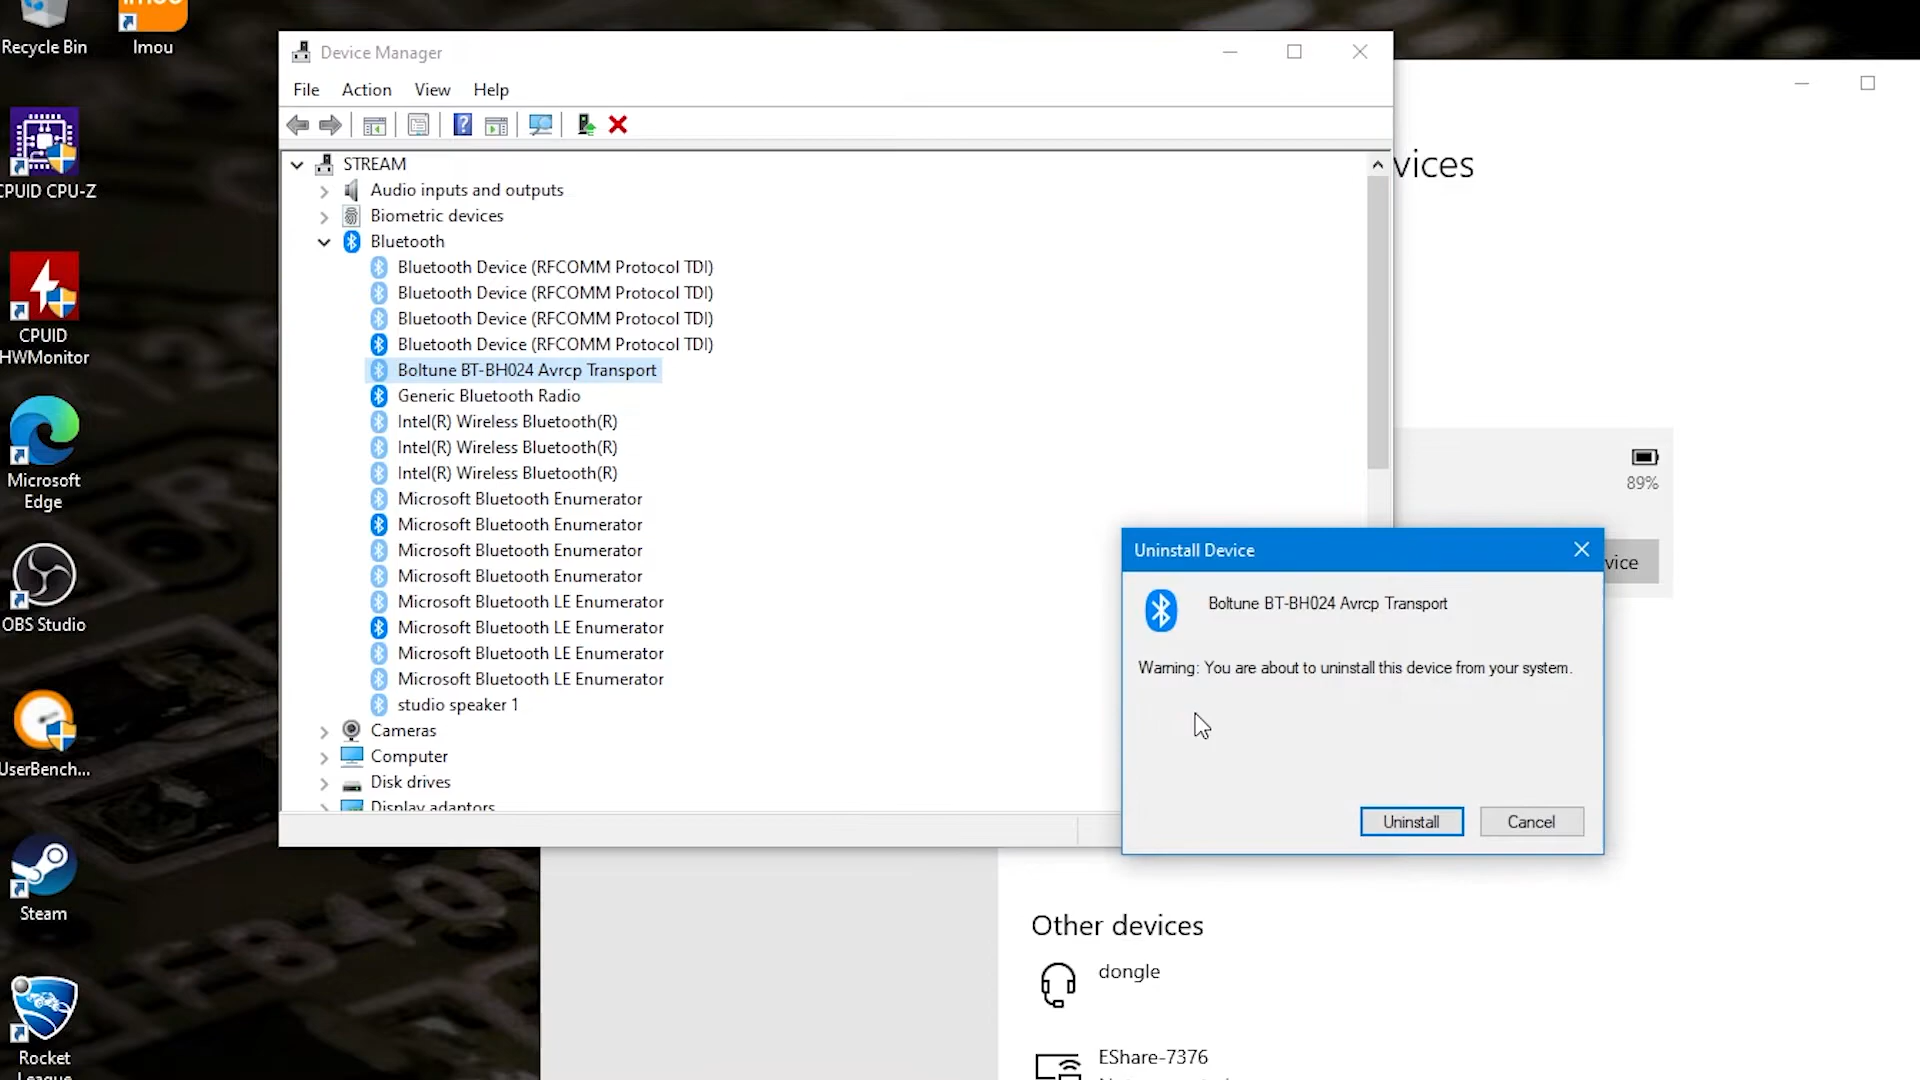 Recycle Bin
Imou
CPUID CPU-Z
CPUID
HWMonitor
Microsoft
Edge
OBS Studio
UserBench...
Steam
Rocket
League
Device Manager
File Action View Help
STREAM
Audio inputs and outputs
Biometric devices
Bluetooth
Bluetooth Device (RFCOMM Protocol TDI)
Bluetooth Device (RFCOMM Protocol TDI)
Bluetooth Device (RFCOMM Protocol TDI)
Bluetooth Device (RFCOMM Protocol TDI)
Boltune BT-BH024 Avrcp Transport
Generic Bluetooth Radio
Intel(R) Wireless Bluetooth(R)
Intel(R) Wireless Bluetooth(R)
Intel(R) Wireless Bluetooth(R)
Microsoft Bluetooth Enumerator
Microsoft Bluetooth Enumerator
Microsoft Bluetooth Enumerator
Microsoft Bluetooth Enumerator
Microsoft Bluetooth LE Enumerator
Microsoft Bluetooth LE Enumerator
Microsoft Bluetooth LE Enumerator
Microsoft Bluetooth LE Enumerator
studio speaker 1
Cameras
Computer
Disk drives
Display adaptors
vices
89%
vice
Uninstall Device
Boltune BT-BH024 Avrcp Transport
Warning: You are about to uninstall this device from your system.
Uninstall
Cancel
Other devices
dongle
EShare-7376